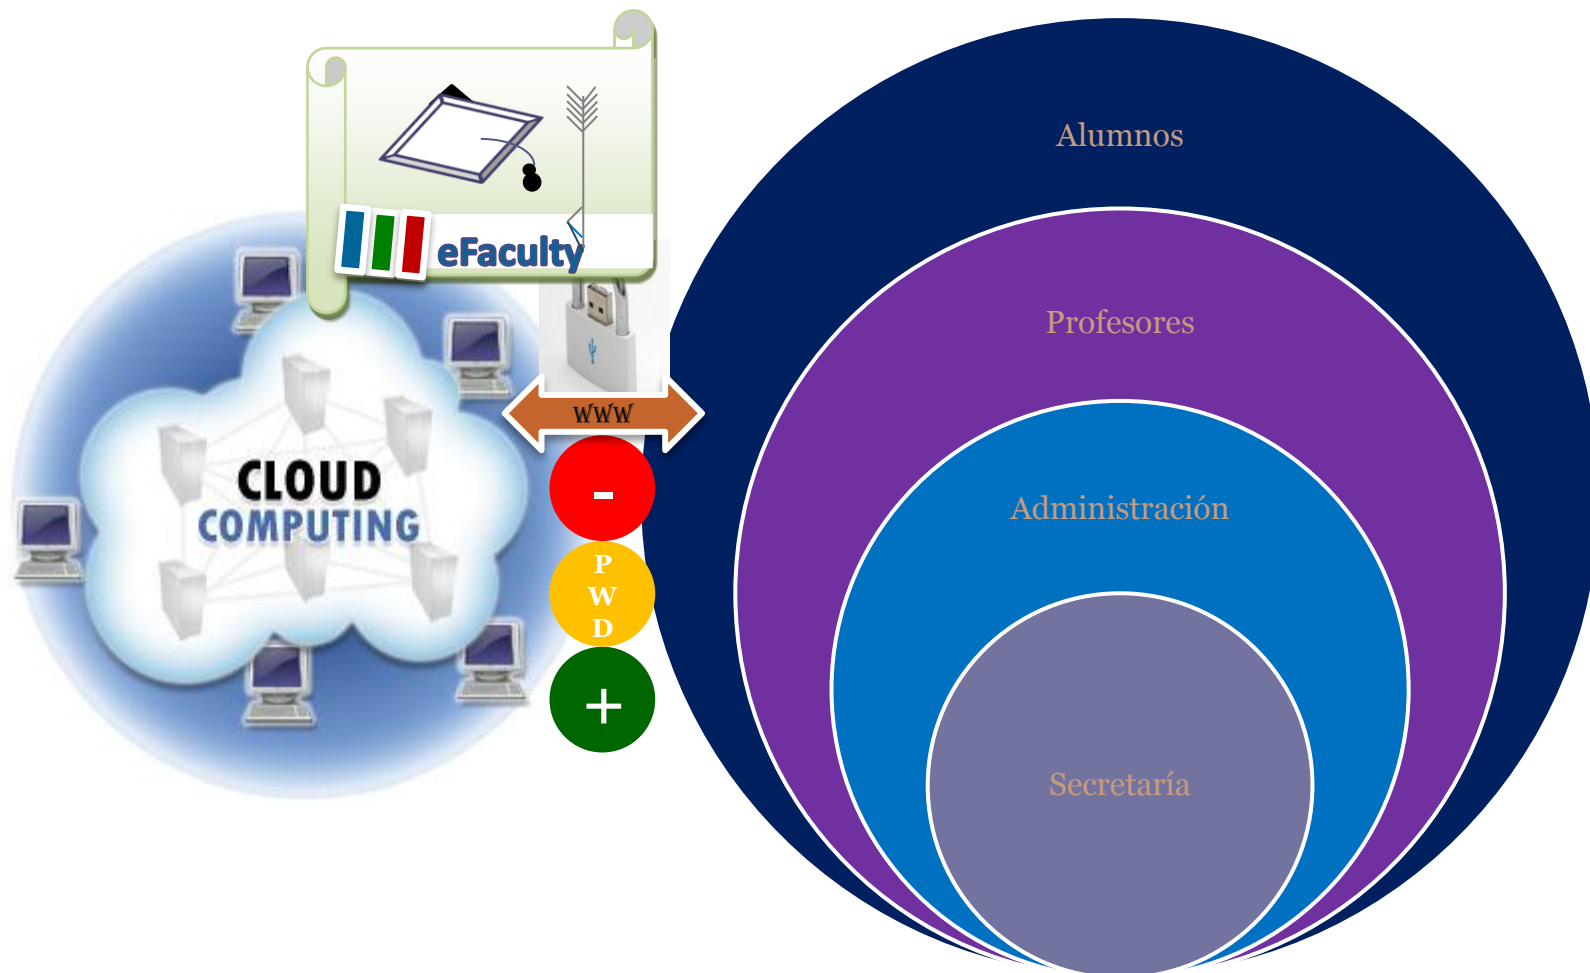 eFaculty
CLOUD
COMPUTING
WWW
-
P
W
D
+
Alumnos
Profesores
Administración
Secretaría